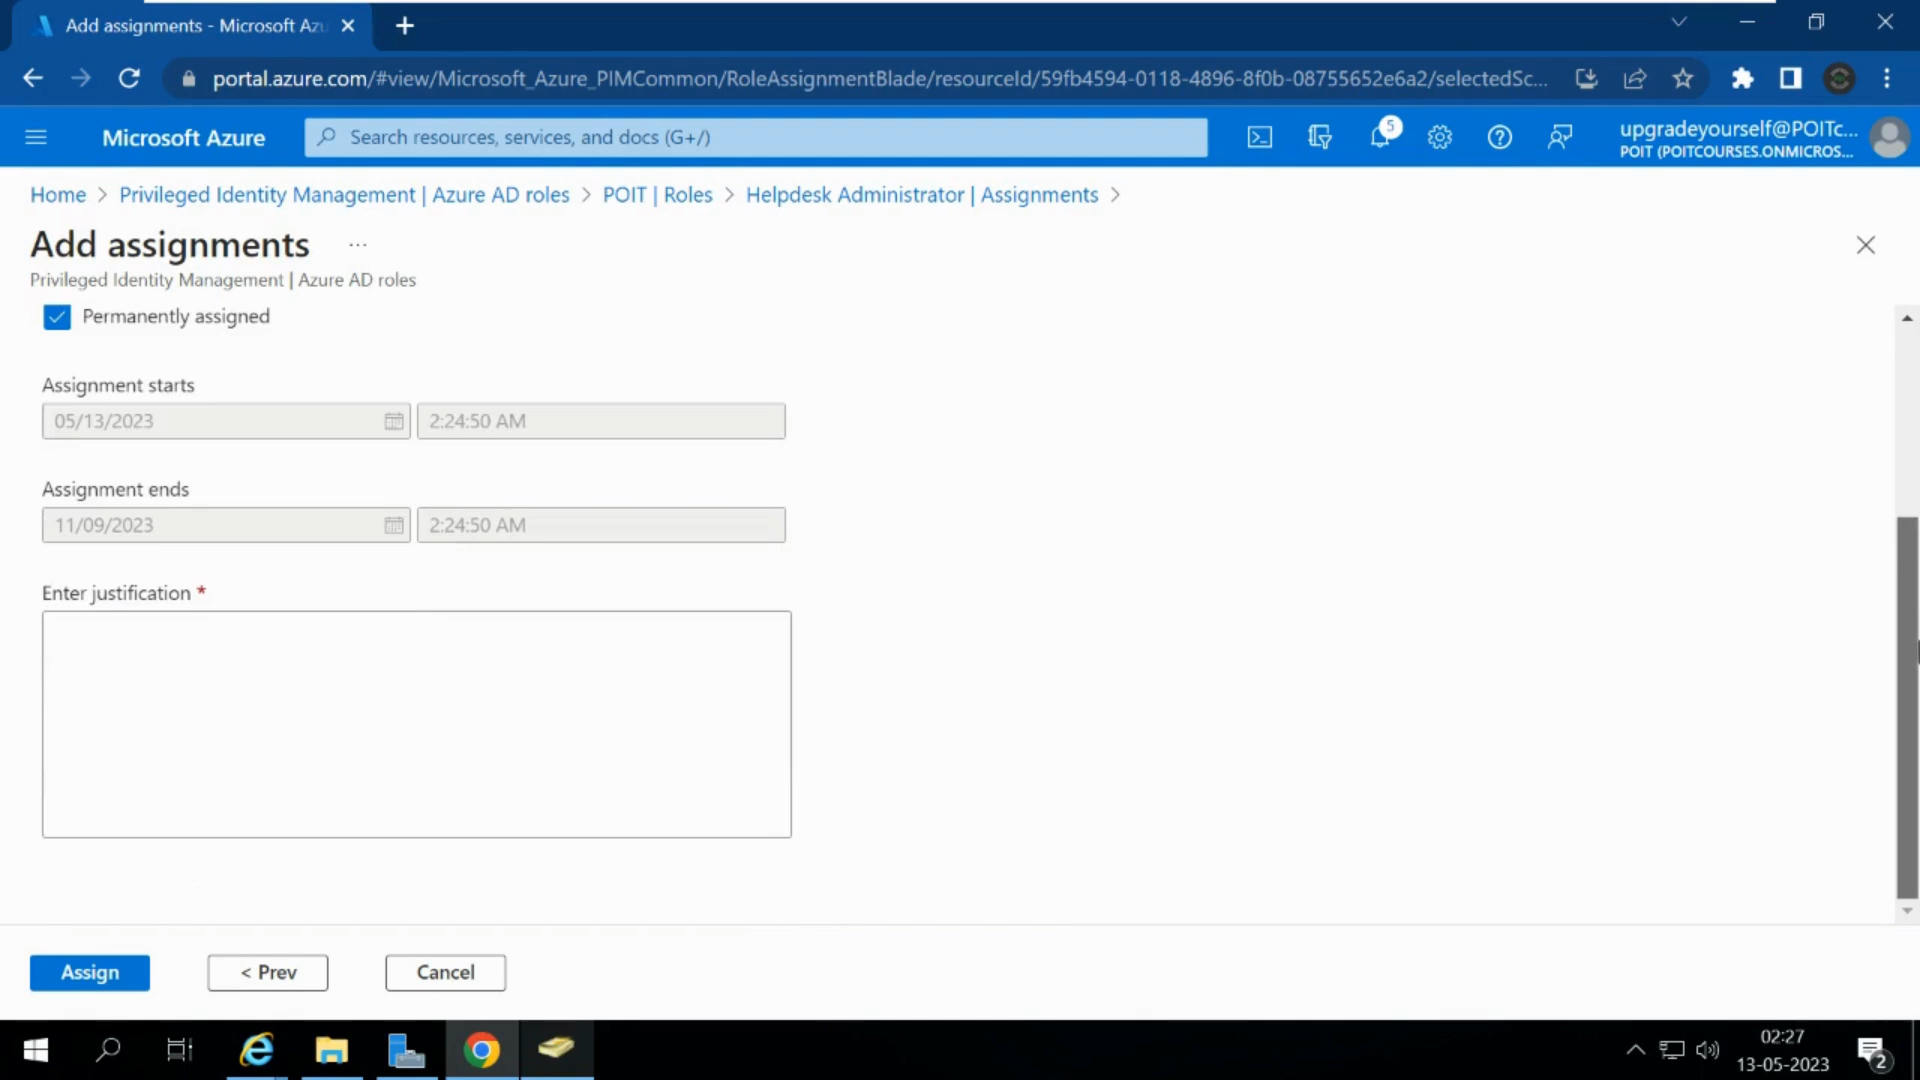 Add assignments - Microsoft Azu
portal.azure.com/#view/Microsoft_Azure_PIMCommon/RoleAssignmentBlade/resourceId/59fb4594-0118-4896-8f0b-08755652e6a2/selectedSc...
Microsoft Azure
Search resources, services, and docs (G+/)
5
upgradeyourself@POITc...
POIT (POITCOURSES.ONMICROS...
Home > Privileged Identity Management | Azure AD roles > POIT | Roles > Helpdesk Administrator | Assignments >
Add assignments ...
Privileged Identity Management | Azure AD roles
Permanently assigned
Assignment starts
05/13/2023 2:24:50 AM
Assignment ends
11/09/2023 2:24:50 AM
Enter justification *
Assign < Prev Cancel
02:27
13-05-2023
2